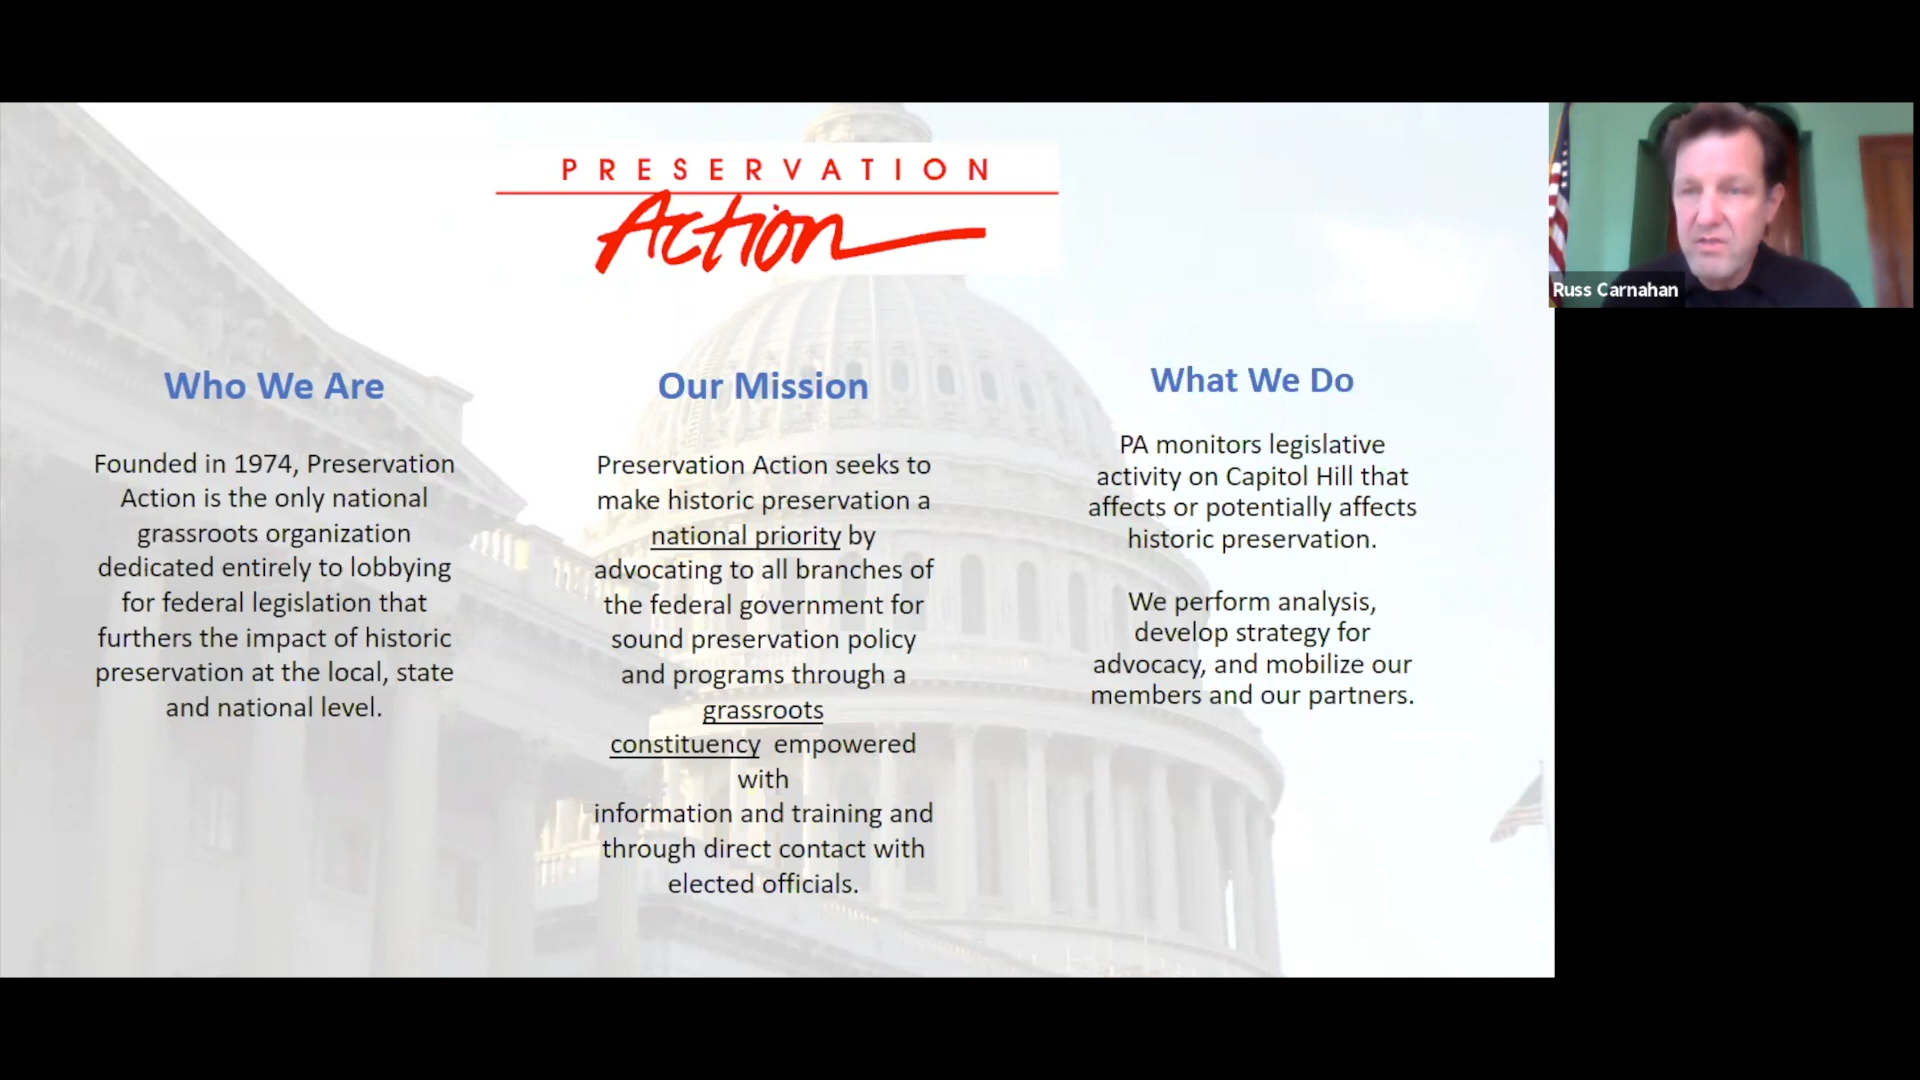 PRESERVATION
Action
Who We Are
Founded in 1974, Preservation
Action is the only national
grassroots organization
dedicated entirely to lobbying
for federal legislation that
furthers the impact of historic
preservation at the local, state
and national level.
Our Mission
Preservation Action seeks to
make historic preservation a
national priority by
advocating to all branches of
the federal government for
sound preservation policy
and programs through a
grassroots
constituency empowered
with
information and training and
through direct contact with
elected officials.
What We Do
PA monitors legislative
activity on Capitol Hill that
affects or potentially affects
historic preservation.
We perform analysis,
develop strategy for
advocacy, and mobilize our
members and our partners.
Russ Carnahan